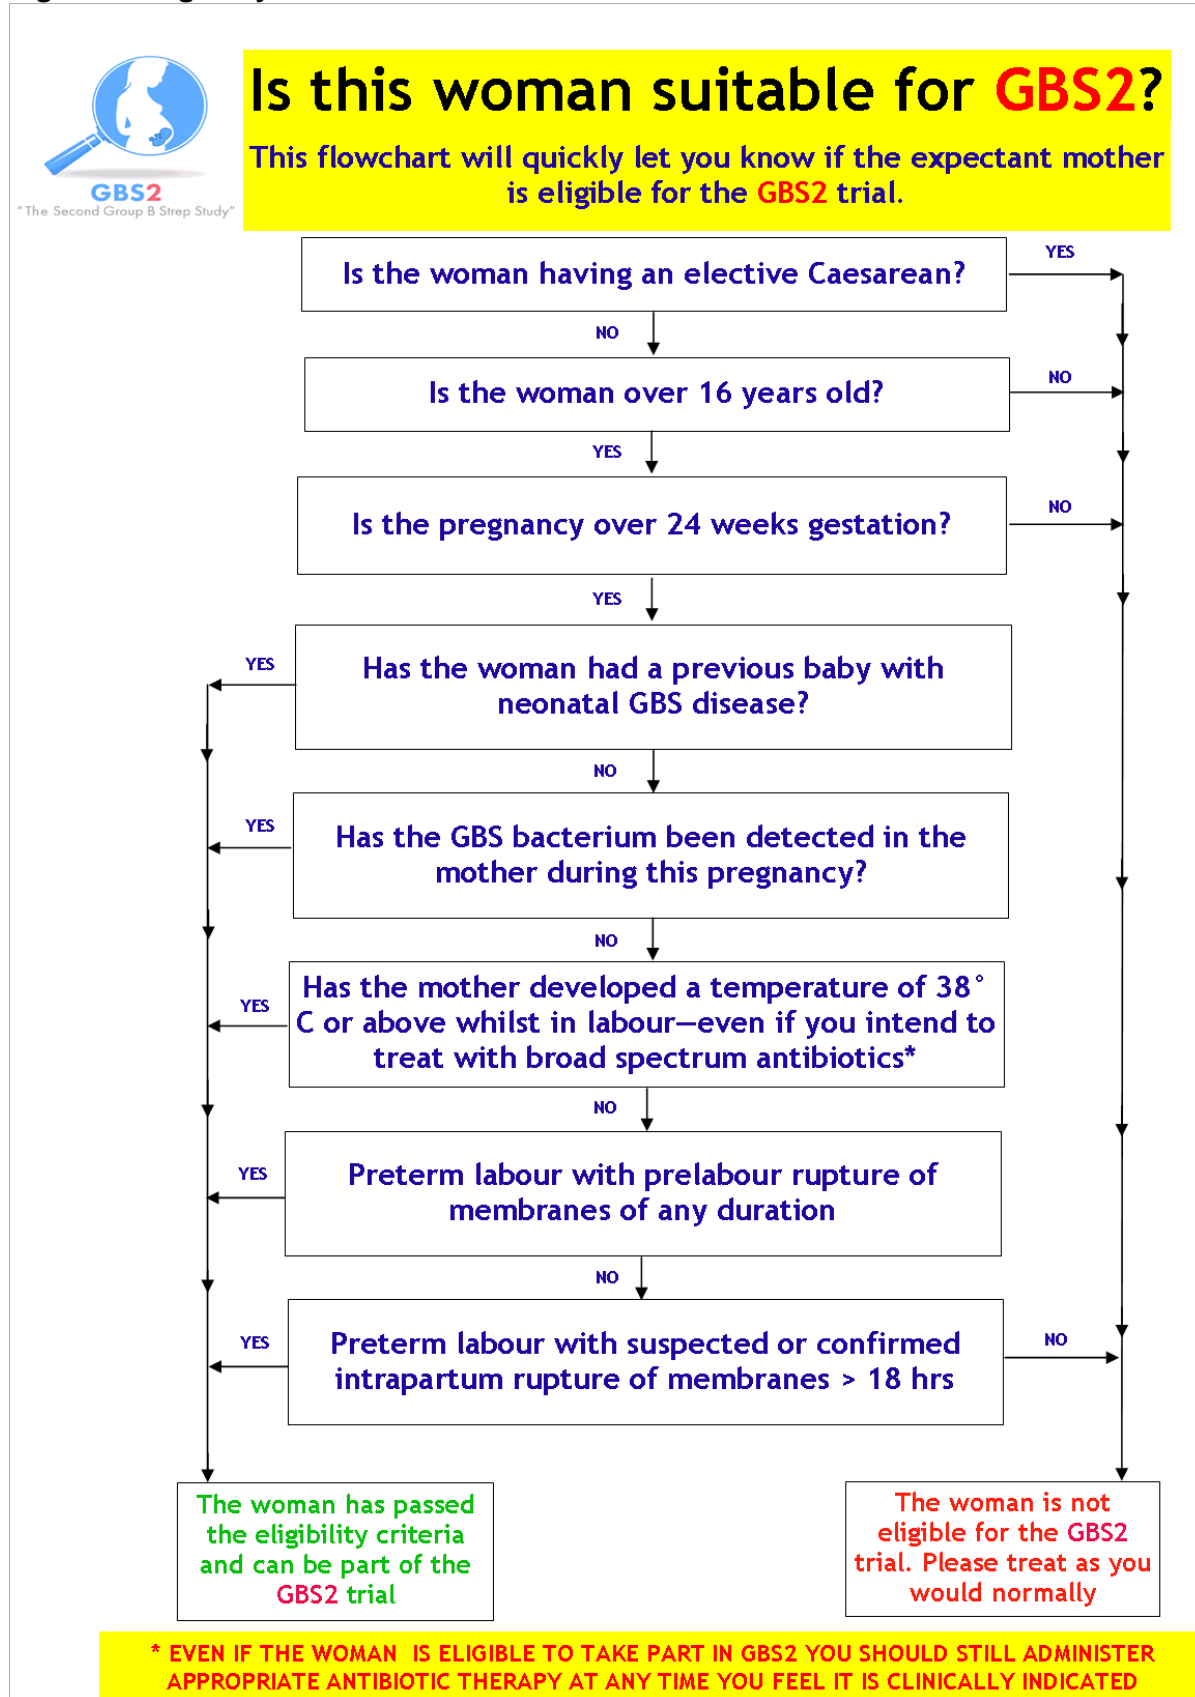 Is this woman suitable for GBS2?
This flowchart will quickly let you know if the expectant mother
is eligible for the GBS2 trial.
GBS2
"The Second Group B Strep Study"
Is the woman having an elective Caesarean?
YES
NO
Is the woman over 16 years old?
NO
YES
Is the pregnancy over 24 weeks gestation?
NO
YES
YES
Has the woman had a previous baby with
neonatal GBS disease?
NO
YES
Has the GBS bacterium been detected in the
mother during this pregnancy?
NO
YES
Has the mother developed a temperature of 38°
C or above whilst in labour—even if you intend to
treat with broad spectrum antibiotics*
NO
YES
Preterm labour with prelabour rupture of
membranes of any duration
NO
YES
Preterm labour with suspected or confirmed
intrapartum rupture of membranes > 18 hrs
NO
The woman has passed
the eligibility criteria
and can be part of the
GBS2 trial
The woman is not
eligible for the GBS2
trial. Please treat as you
would normally
* EVEN IF THE WOMAN IS ELIGIBLE TO TAKE PART IN GBS2 YOU SHOULD STILL ADMINISTER
APPROPRIATE ANTIBIOTIC THERAPY AT ANY TIME YOU FEEL IT IS CLINICALLY INDICATED